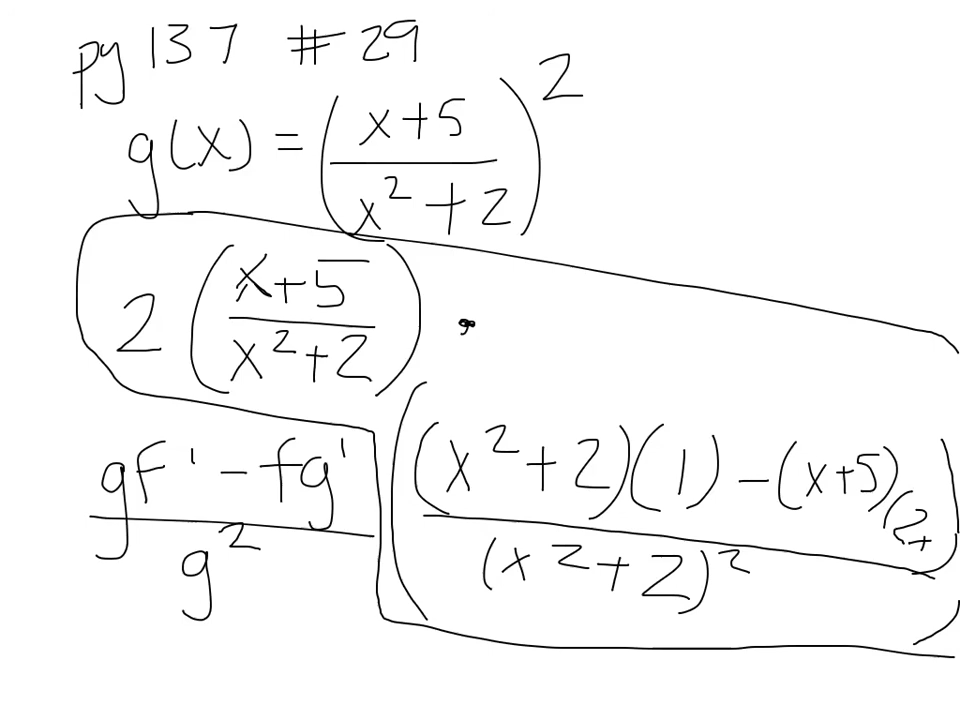 pg 137 #29
g(x) = ((x+5)/(x²+2))²
2 ((x+5)/(x²+2)) ·
(gf' - fg')/g² ((x²+2)(1) - (x+5)(2)/(x²+2)²)